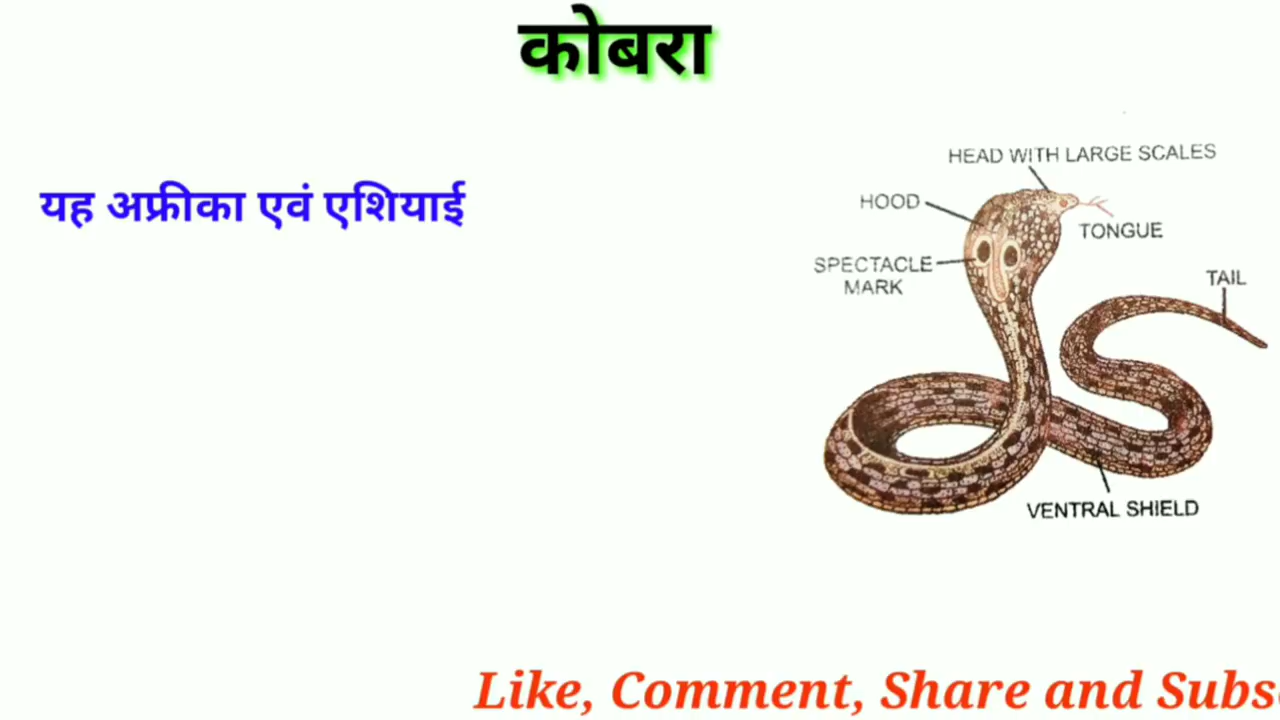 कोबरा
यह अफ्रीका एवं एशियाई
HEAD WITH LARGE SCALES
HOOD
TONGUE
SPECTACLE
MARK
TAIL
VENTRAL SHIELD
Like, Comment, Share and Subs